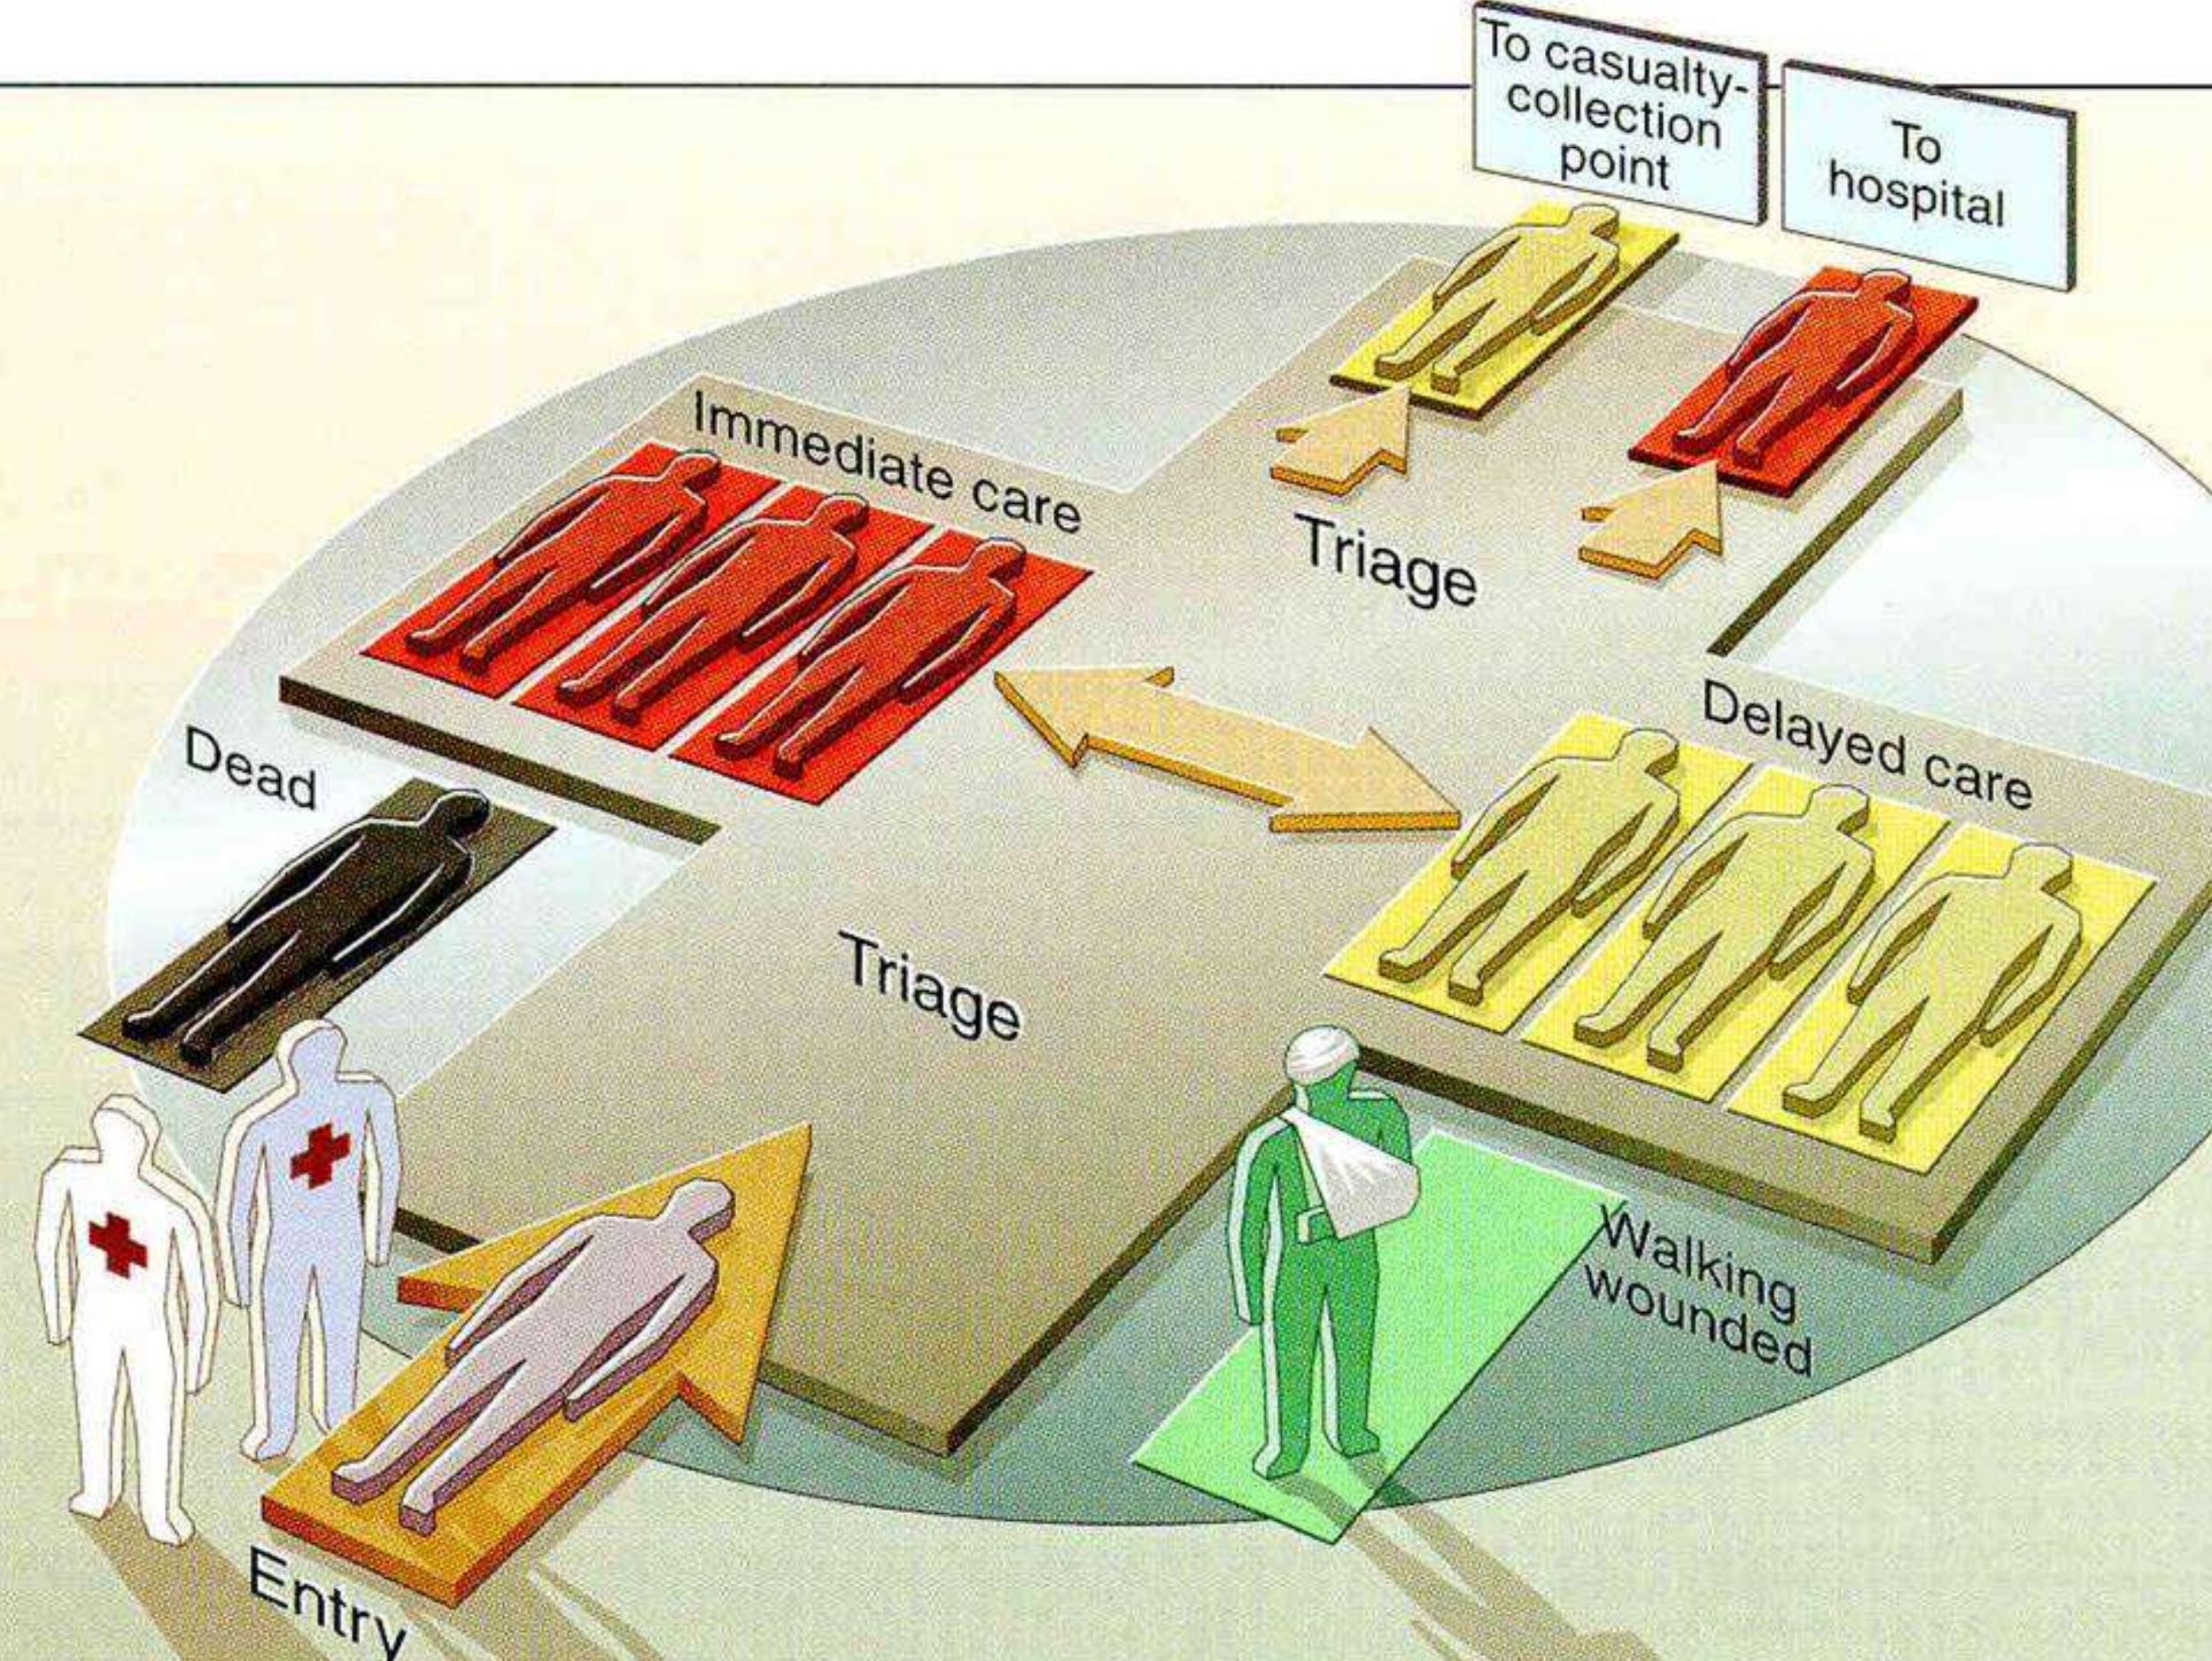 To casualty-
collection
point
To
hospital
Immediate care
Triage
Delayed care
Dead
Triage
Walking
wounded
Entry